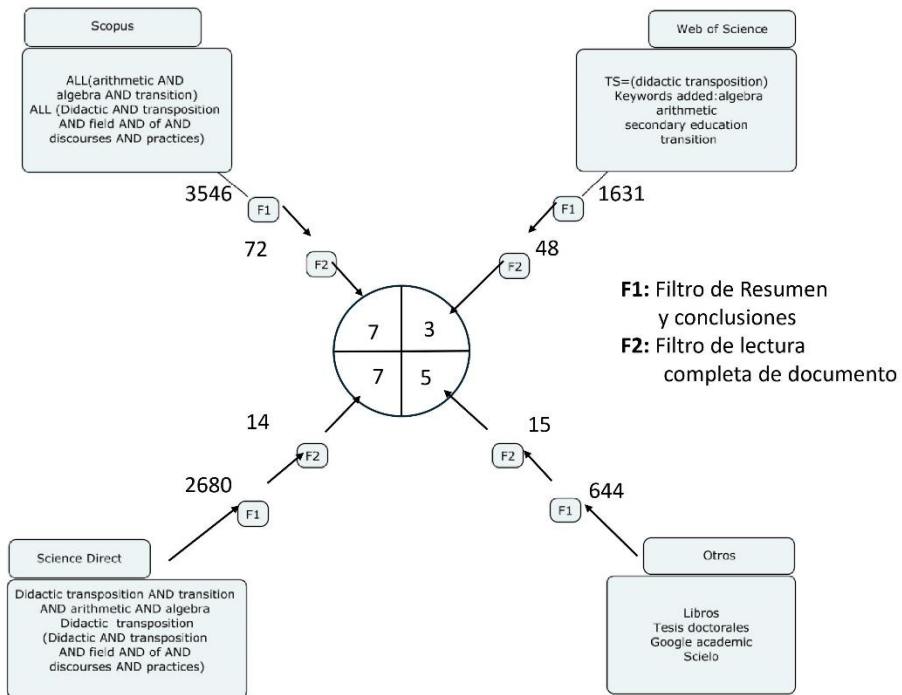 Scopus
ALL(arithmetic AND
algebra AND transition)
ALL (Didactic AND transposition
AND field AND of AND
discourses AND practices)
Web of Science
TS=(didactic transposition)
Keywords added:algebra
arithmetic
secondary education
transition
3546
F1
72
F2
1631
F1
48
F2
7
3
7
5
F1: Filtro de Resumen
y conclusiones
F2: Filtro de lectura
completa de documento
14
F2
2680
F1
15
F2
644
F1
Science Direct
Didactic transposition AND transition
AND arithmetic AND algebra
Didactic transposition
(Didactic AND transposition
AND field AND of AND
discourses AND practices)
Otros
Libros
Tesis doctorales
Google academic
Scielo